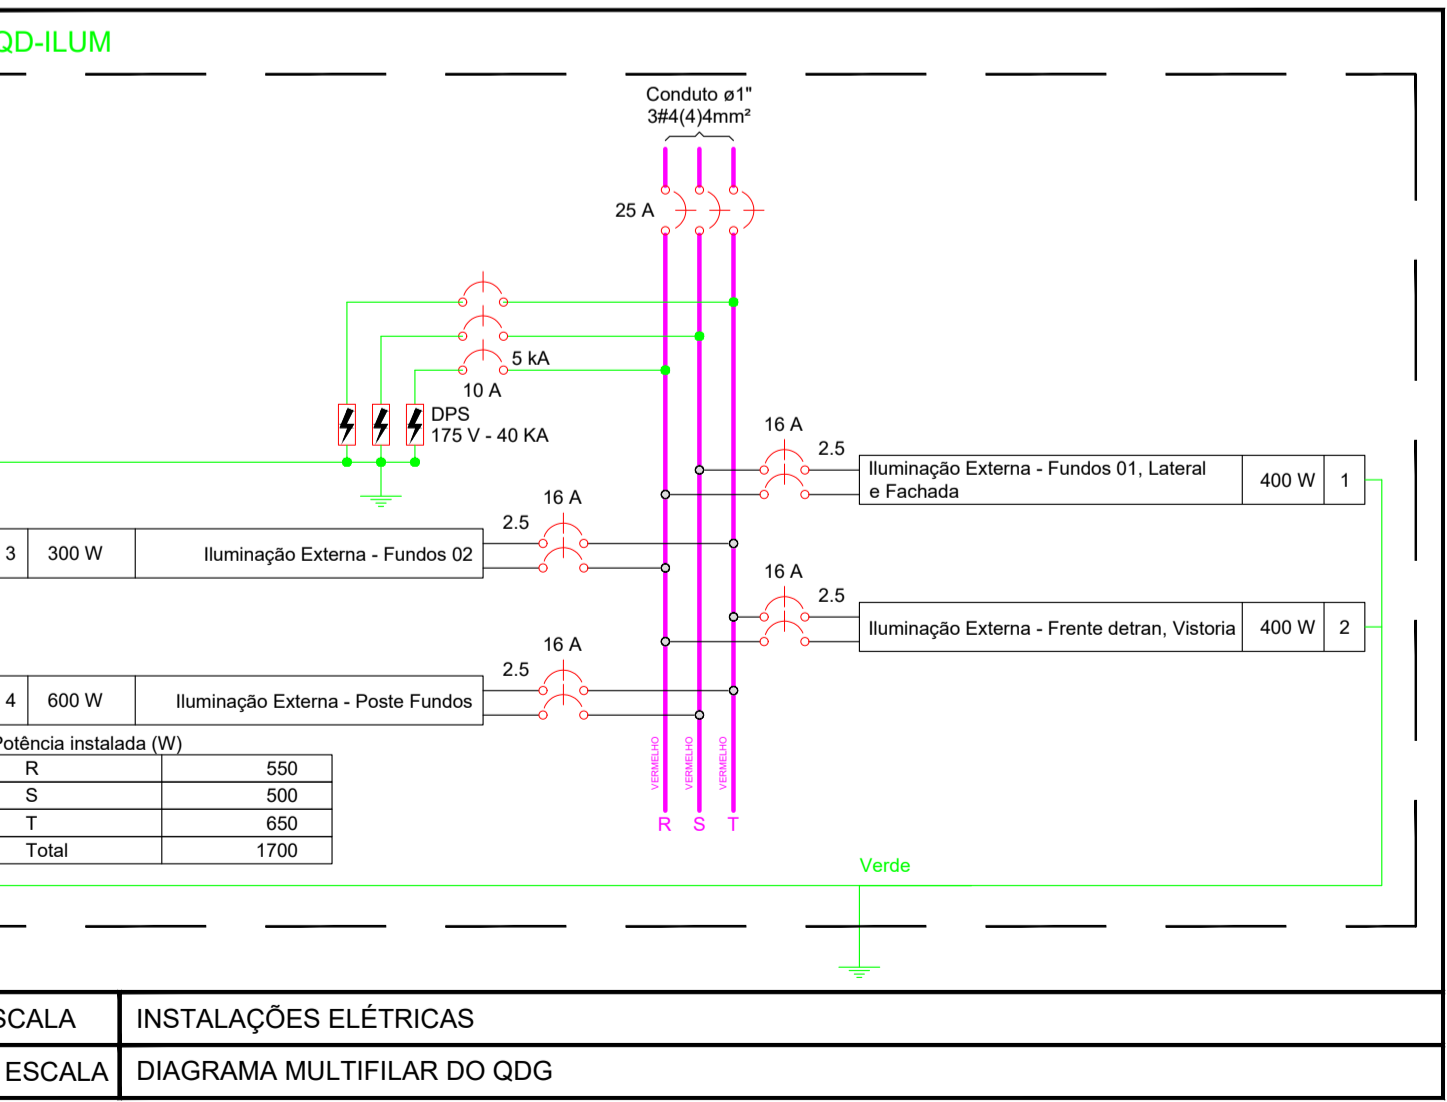 QD-ILUM
Conduto ø1"
3#4(4)4mm²
25 A
5 kA
10 A
DPS
175 V - 40 KA
16 A
2.5
Iluminação Externa - Fundos 01, Lateral
e Fachada
400 W
1
16 A
2.5
3
300 W
Iluminação Externa - Fundos 02
16 A
2.5
Iluminação Externa - Frente detran, Vistoria
400 W
2
16 A
2.5
4
600 W
Iluminação Externa - Poste Fundos
Potência instalada (W)
R 550
S 500
T 650
Total 1700
VERMELHO
VERMELHO
VERMELHO
R S T
Verde
SCALA
INSTALAÇÕES ELÉTRICAS
ESCALA
DIAGRAMA MULTIFILAR DO QDG